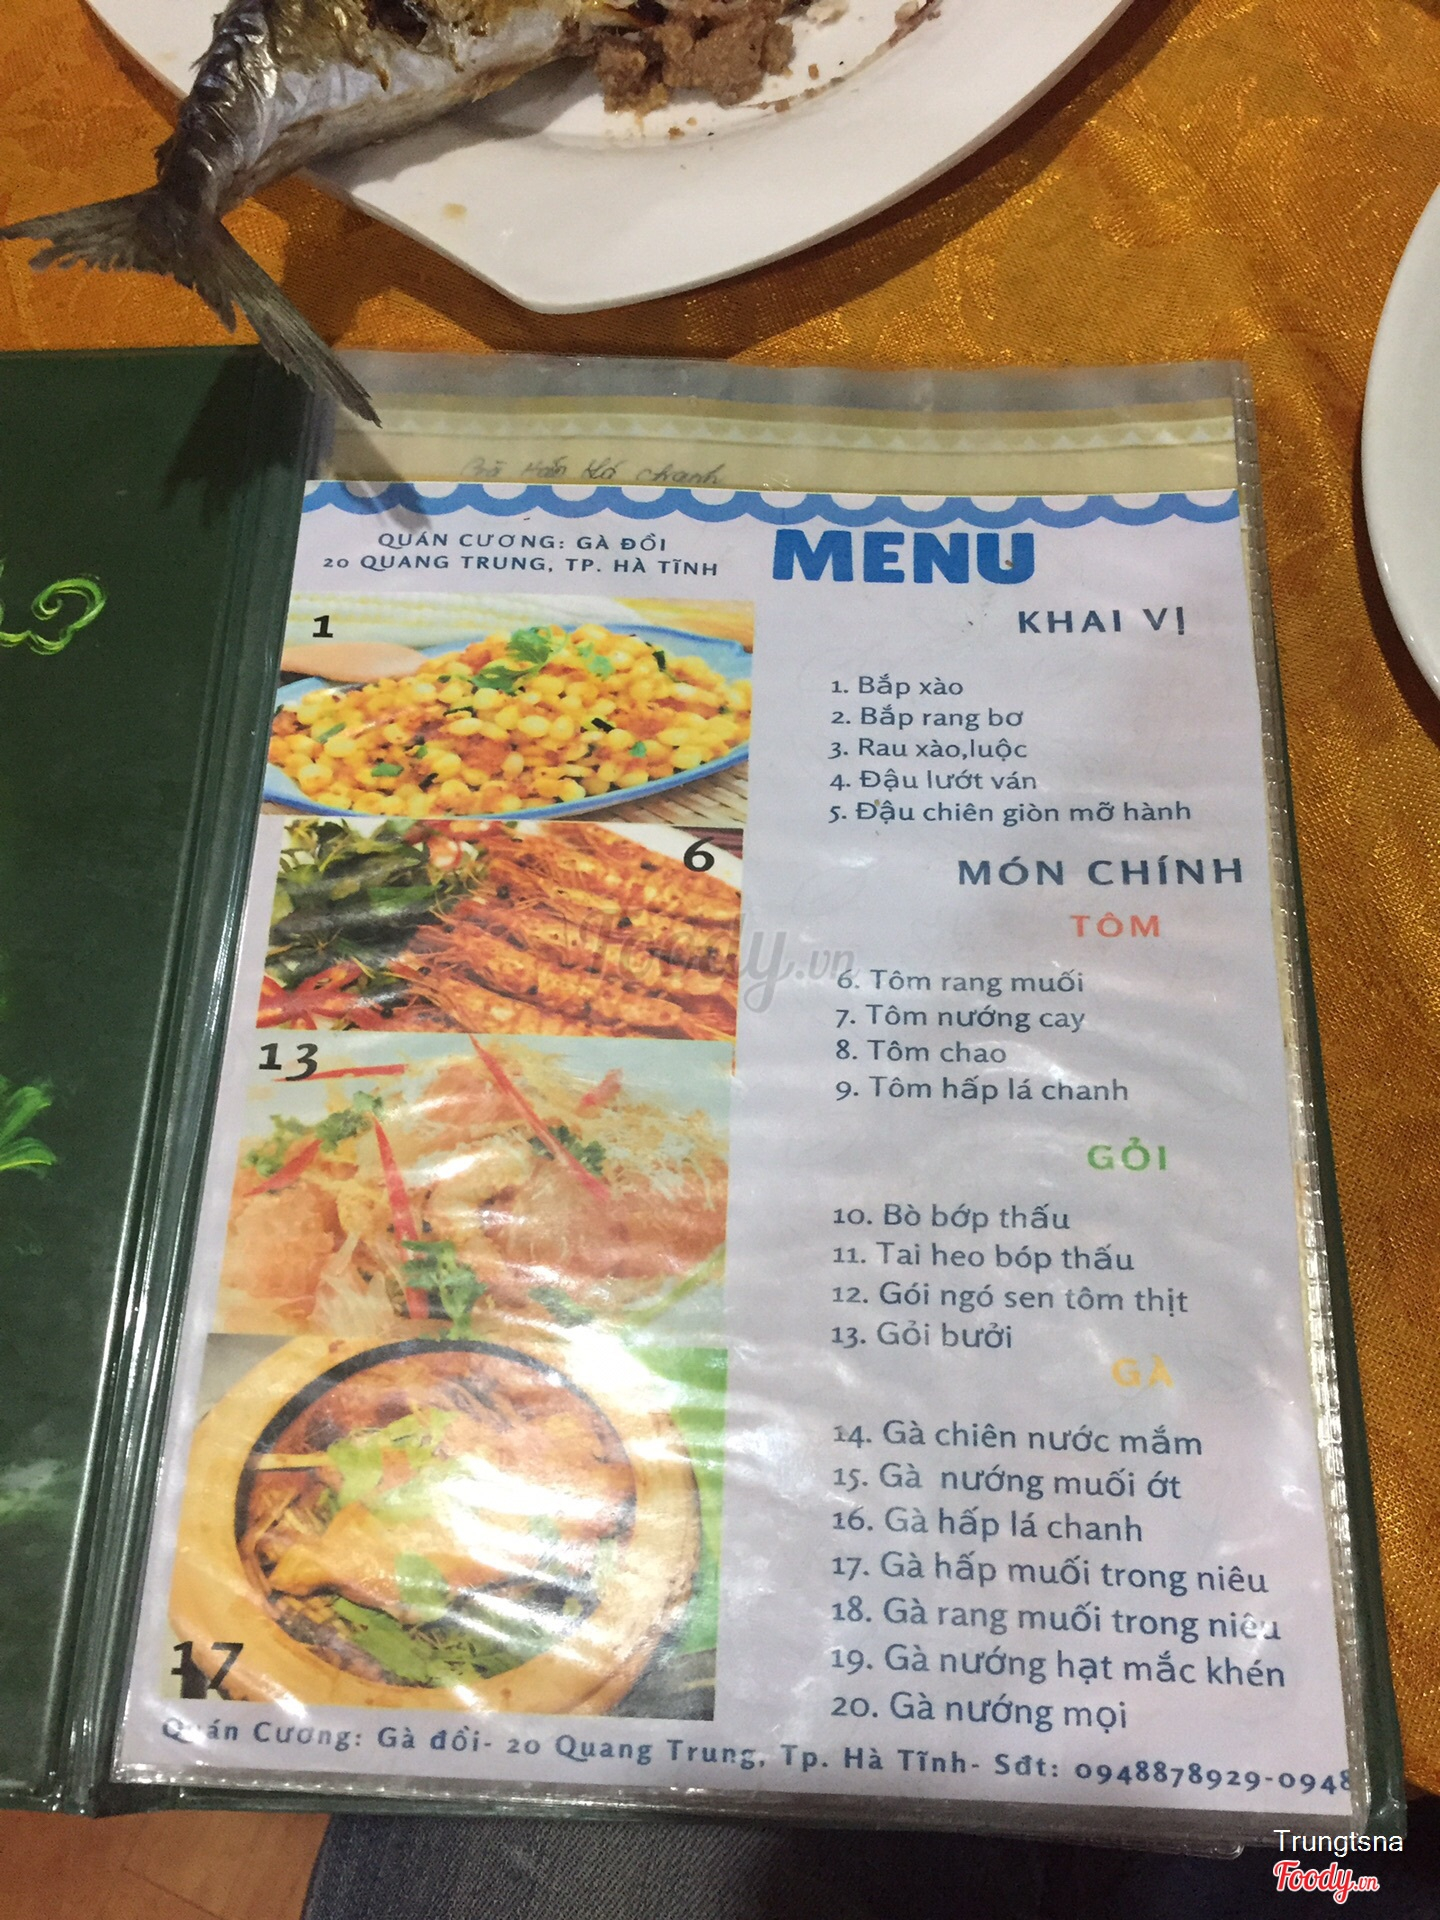 lá chanh
QUÁN CƯƠNG: GÀ ĐỒI
20 QUANG TRUNG, TP. HÀ TĨNH
MENU
KHAI VỊ
1
1. Bắp xào
2. Bắp rang bơ
3. Rau xào,luộc
4. Đậu lướt ván
5. Đậu chiên giòn mỡ hành
MÓN CHÍNH
6
TÔM
Foody.vn
6. Tôm rang muối
7. Tôm nướng cay
8. Tôm chao
9. Tôm hấp lá chanh
13
GỎI
10. Bò bớp thấu
11. Tai heo bóp thấu
12. Gói ngó sen tôm thịt
13. Gỏi bưởi
GÀ
14. Gà chiên nước mắm
15. Gà nướng muối ớt
16. Gà hấp lá chanh
17. Gà hấp muối trong niêu
18. Gà rang muối trong niêu
19. Gà nướng hạt mắc khén
20. Gà nướng mọi
17
Quán Cương: Gà đồi- 20 Quang Trung, Tp. Hà Tĩnh- Sđt: 0948878929-0948
Trungtsna
Foody.vn